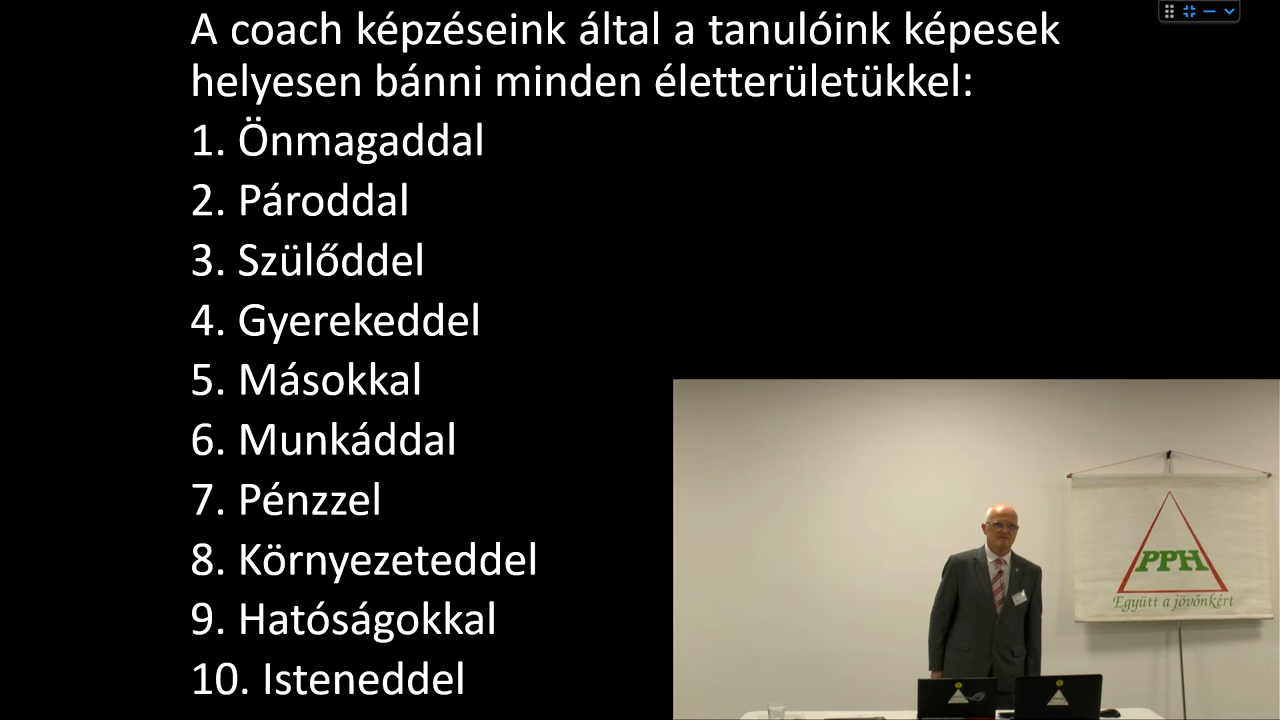 A coach képzéseink által a tanulóink képesek
helyesen bánni minden életterületükkel:
1. Önmagaddal
2. Pároddal
3. Szülőddel
4. Gyerekeddel
5. Másokkal
6. Munkáddal
7. Pénzzel
8. Környezeteddel
9. Hatóságokkal
10. Isteneddel
PPH
Együtt a jövőnkért